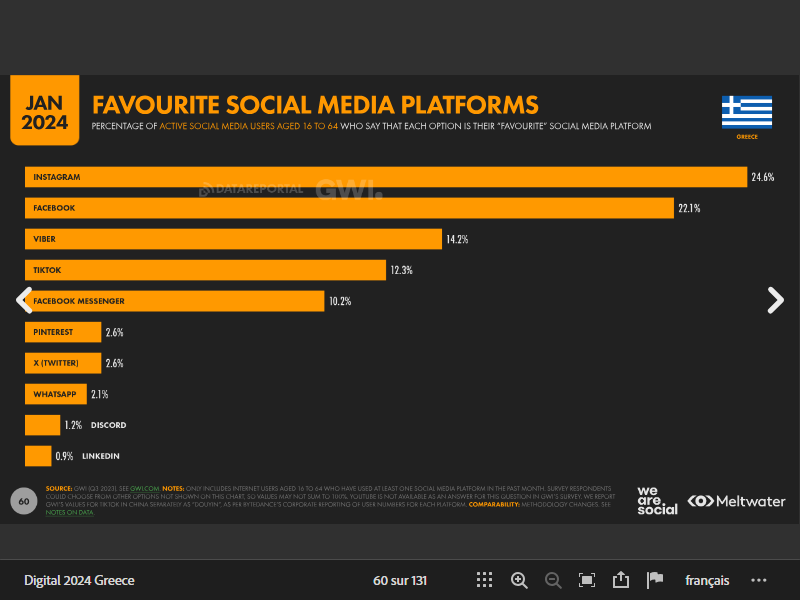 JAN
2024
FAVOURITE SOCIAL MEDIA PLATFORMS
PERCENTAGE OF ACTIVE SOCIAL MEDIA USERS AGED 16 TO 64 WHO SAY THAT EACH OPTION IS THEIR "FAVOURITE" SOCIAL MEDIA PLATFORM
GREECE
INSTAGRAM 24.6%
DATAREPORTAL GWI.
FACEBOOK 22.1%
VIBER 14.2%
TIKTOK 12.3%
FACEBOOK MESSENGER 10.2%
PINTEREST 2.6%
X (TWITTER) 2.6%
WHATSAPP 2.1%
1.2% DISCORD
0.9% LINKEDIN
60
SOURCE: GWI (Q3 2023). SEE GWI.COM. NOTES: ONLY INCLUDES INTERNET USERS AGED 16 TO 64 WHO HAVE USED AT LEAST ONE SOCIAL MEDIA PLATFORM IN THE PAST MONTH. SURVEY RESPONDENTS
COULD CHOOSE FROM OTHER OPTIONS NOT SHOWN ON THIS CHART, SO VALUES MAY NOT SUM TO 100%. YOUTUBE IS NOT AVAILABLE AS AN ANSWER FOR THIS QUESTION IN GWI'S SURVEY. WE REPORT
GWI'S VALUES FOR TIKTOK IN CHINA SEPARATELY AS "DOUYIN", AS PER BYTEDANCE'S CORPORATE REPORTING OF USER NUMBERS FOR EACH PLATFORM. COMPARABILITY: METHODOLOGY CHANGES. SEE
NOTES ON DATA.
we
are.
social
Meltwater
Digital 2024 Greece
60 sur 131
français